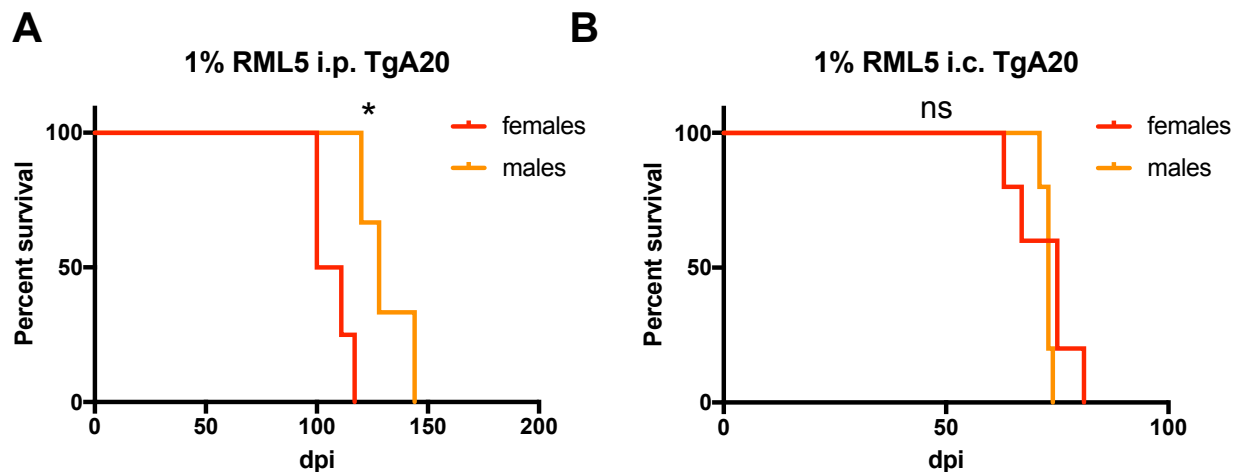 A
1% RML5 i.p. TgA20
*
females
males
100
50
0
Percent survival
0 50 100 150 200
dpi
B
1% RML5 i.c. TgA20
ns
females
males
100
50
0
Percent survival
0 50 100
dpi